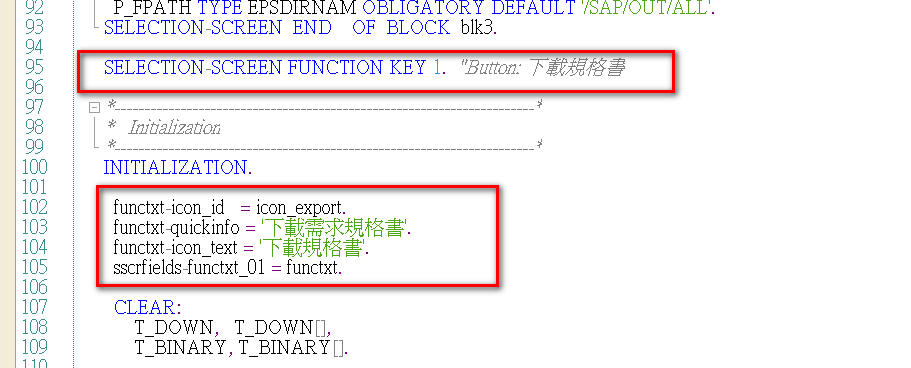 92 P_FPATH TYPE EPSDIRNAM OBLIGATORY DEFAULT '/SAP/OUT/ALL'.
93 SELECTION-SCREEN END OF BLOCK blk3.
94
95 SELECTION-SCREEN FUNCTION KEY 1. "Button: 下載規格書
96
97 *----------------------------------------------------------------------*
98 * Initialization
99 *----------------------------------------------------------------------*
100 INITIALIZATION.
101
102 functxt-icon_id = icon_export.
103 functxt-quickinfo = '下載需求規格書'.
104 functxt-icon_text = '下載規格書'.
105 sscrfields-functxt_01 = functxt.
106
107 CLEAR:
108 T_DOWN, T_DOWN[],
109 T_BINARY, T_BINARY[].
110